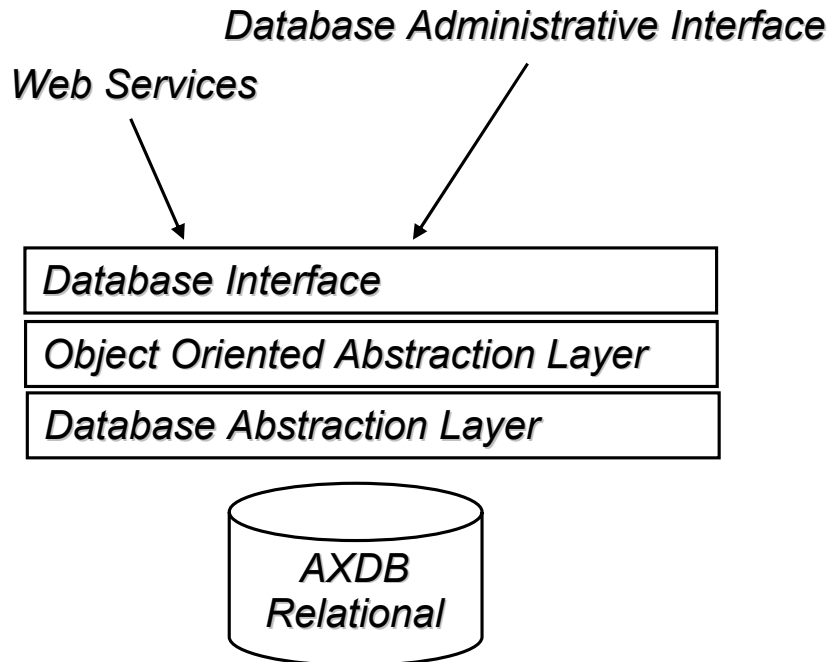 Database Administrative Interface
Web Services
Database Interface
Object Oriented Abstraction Layer
Database Abstraction Layer
AXDB
Relational